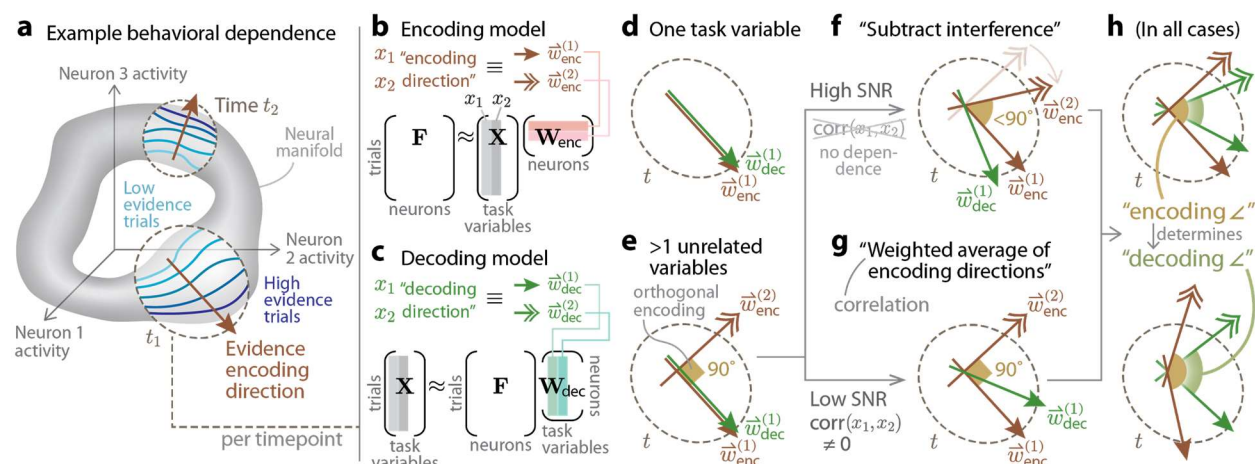 a Example behavioral dependence
Neuron 3 activity
Time t₂
Neural
manifold
Low
evidence
trials
Neuron
2 activity
High
evidence
trials
Neuron 1
activity
t₁
Evidence
encoding
direction
per timepoint
b Encoding model
x₁ "encoding
x₂ direction"
≡
w⃗enc(1)
w⃗enc(2)
x₁ x₂
trials
F ≈ X Wenc
neurons
neurons
task
variables
c Decoding model
x₁ "decoding
x₂ direction"
≡
w⃗dec(1)
w⃗dec(2)
trials
X ≈ F Wdec
trials
neurons
task
variables
neurons
task
variables
d One task variable
w⃗dec(1)
w⃗enc(1)
t
e >1 unrelated
variables
orthogonal
encoding
w⃗enc(2)
90°
w⃗dec(1)
w⃗enc(1)
t
f "Subtract interference"
High SNR
corr(x₁, x₂)
no depen-
dence
<90°
w⃗enc(2)
w⃗enc(1)
w⃗dec(1)
t
g "Weighted average of
encoding directions"
correlation
w⃗enc(2)
90°
w⃗dec(1)
w⃗enc(1)
t
Low SNR
corr(x₁, x₂)
≠ 0
h (In all cases)
"encoding ∠"
determines
"decoding ∠"